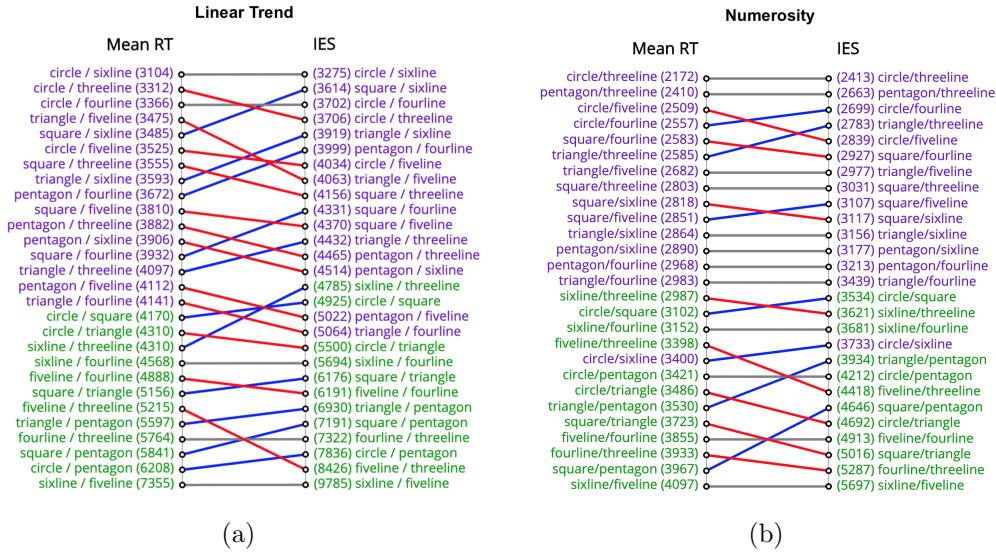 Linear Trend
Mean RT IES
circle / sixline (3104) (3275) circle / sixline
circle / threeline (3312) (3614) square / sixline
circle / fourline (3366) (3702) circle / fourline
triangle / fiveline (3475) (3706) circle / threeline
square / sixline (3485) (3919) triangle / sixline
circle / fiveline (3525) (3999) pentagon / fourline
square / threeline (3555) (4034) circle / fiveline
triangle / sixline (3593) (4063) triangle / fiveline
pentagon / fourline (3672) (4156) square / threeline
square / fiveline (3810) (4331) square / fourline
pentagon / threeline (3882) (4370) square / fiveline
pentagon / sixline (3906) (4432) triangle / threeline
square / fourline (3932) (4465) pentagon / threeline
triangle / threeline (4097) (4514) pentagon / sixline
pentagon / fiveline (4112) (4785) sixline / threeline
triangle / fourline (4141) (4925) circle / square
circle / square (4170) (5022) pentagon / fiveline
circle / triangle (4310) (5064) triangle / fourline
sixline / threeline (4310) (5500) circle / triangle
sixline / fourline (4568) (5694) sixline / fourline
fiveline / fourline (4888) (6176) square / triangle
square / triangle (5156) (6191) fiveline / fourline
fiveline / threeline (5215) (6930) triangle / pentagon
triangle / pentagon (5597) (7191) square / pentagon
fourline / threeline (5764) (7322) fourline / threeline
square / pentagon (5841) (7836) circle / pentagon
circle / pentagon (6208) (8426) fiveline / threeline
sixline / fiveline (7355) (9785) sixline / fiveline
(a)
Numerosity
Mean RT IES
circle/threeline (2172) (2413) circle/threeline
pentagon/threeline (2410) (2663) pentagon/threeline
circle/fiveline (2509) (2699) circle/fourline
circle/fourline (2557) (2783) triangle/threeline
square/fourline (2583) (2839) circle/fiveline
triangle/threeline (2585) (2927) square/fourline
triangle/fiveline (2682) (2977) triangle/fiveline
square/threeline (2803) (3031) square/threeline
square/sixline (2818) (3107) square/fiveline
square/fiveline (2851) (3117) square/sixline
triangle/sixline (2864) (3156) triangle/sixline
pentagon/sixline (2890) (3177) pentagon/sixline
pentagon/fourline (2968) (3213) pentagon/fourline
triangle/fourline (2983) (3439) triangle/fourline
sixline/threeline (2987) (3534) circle/square
circle/square (3102) (3621) sixline/threeline
sixline/fourline (3152) (3681) sixline/fourline
fiveline/threeline (3398) (3733) circle/sixline
circle/sixline (3400) (3934) triangle/pentagon
circle/pentagon (3421) (4212) circle/pentagon
circle/triangle (3486) (4418) fiveline/threeline
triangle/pentagon (3530) (4646) square/pentagon
square/triangle (3723) (4692) circle/triangle
fiveline/fourline (3855) (4913) fiveline/fourline
fourline/threeline (3933) (5016) square/triangle
square/pentagon (3967) (5287) fourline/threeline
sixline/fiveline (4097) (5697) sixline/fiveline
(b)